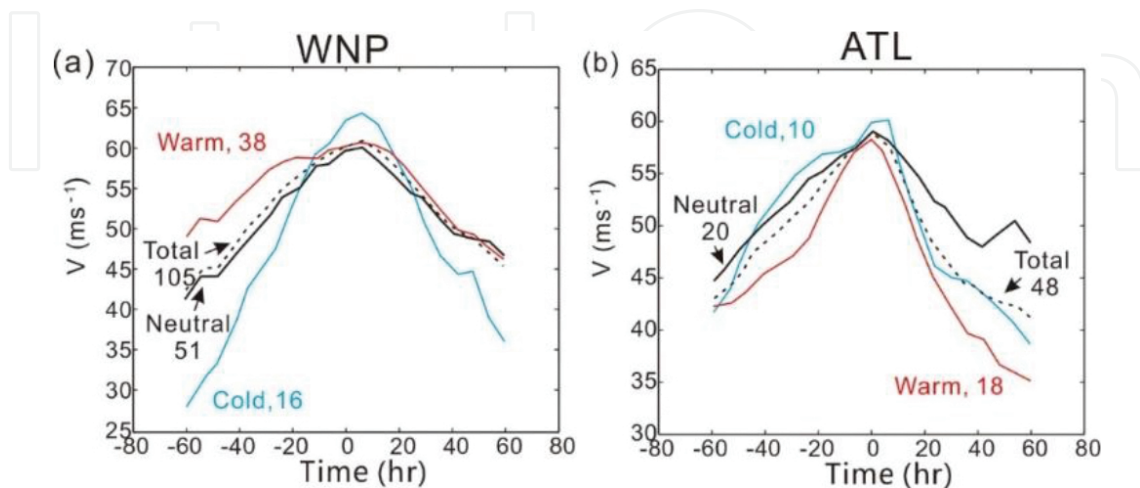 WNP
(a)
70
65
60
55
50
45
40
35
30
25
V (ms⁻¹)
Warm, 38
Total
105
Neutral
51
Cold,16
-80 -60 -40 -20 0 20 40 60 80
Time (hr)
ATL
(b)
65
60
55
50
45
40
35
30
V (ms⁻¹)
Cold,10
Neutral
20
Total
48
Warm, 18
-80 -60 -40 -20 0 20 40 60 80
Time (hr)